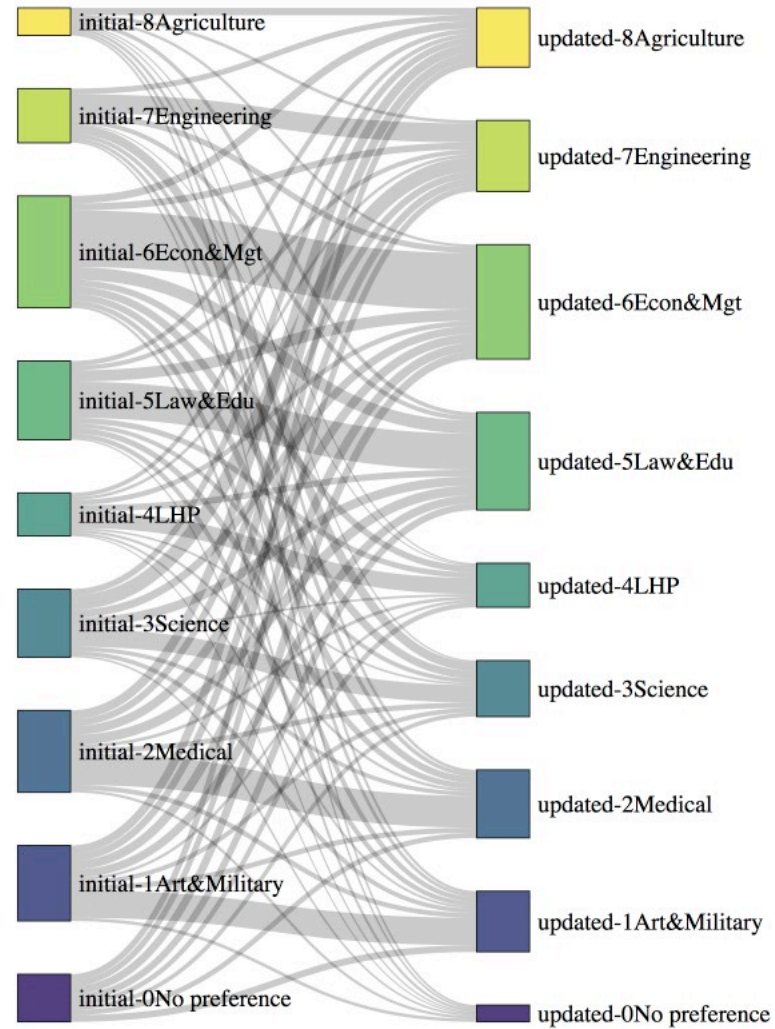 initial-8Agriculture
updated-8Agriculture
initial-7Engineering
updated-7Engineering
initial-6Econ&Mgt
updated-6Econ&Mgt
initial-5Law&Edu
updated-5Law&Edu
initial-4LHP
updated-4LHP
initial-3Science
updated-3Science
initial-2Medical
updated-2Medical
initial-1Art&Military
updated-1Art&Military
initial-0No preference
updated-0No preference